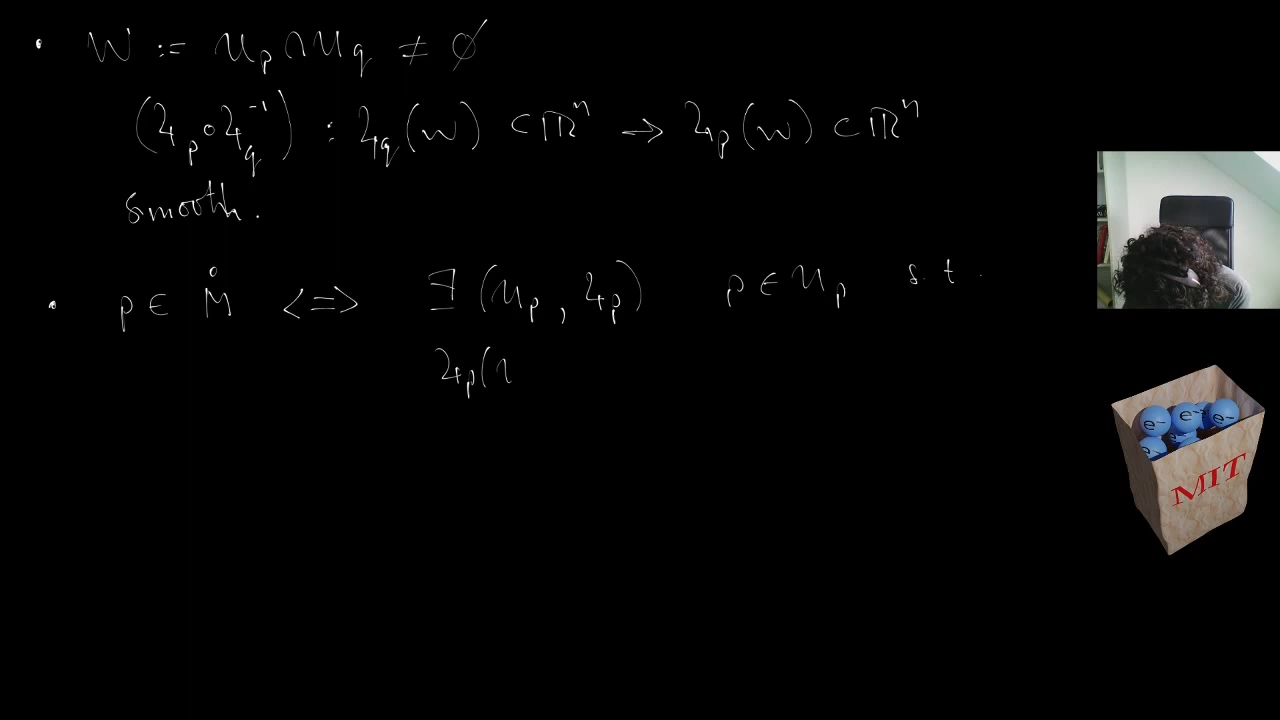 • W := U_p ∩ U_q ≠ ∅
(φ_p ∘ φ_q^{-1}) : φ_q(W) ⊂ ℝ^n → φ_p(W) ⊂ ℝ^n
smooth.
• p ∈ M̊ <=> ∃ (U_p, φ_p) p ∈ U_p s.t.
φ_p(
e⁻ e⁻ e⁻
e⁻ e⁻
MIT